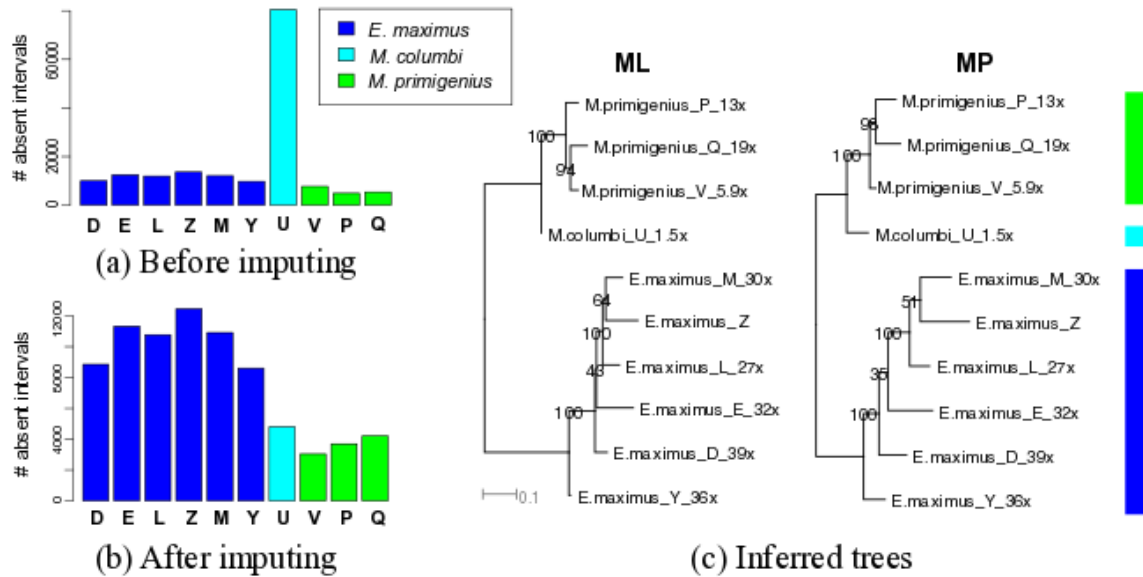 # absent intervals
0
20000
60000
D E L Z M Y U V P Q
E. maximus
M. columbi
M. primigenius
(a) Before imputing
# absent intervals
0
4000
8000
12000
D E L Z M Y U V P Q
(b) After imputing
ML
M.primigenius_P_13x
100
M.primigenius_Q_19x
94
M.primigenius_V_5.9x
M.columbi_U_1.5x
E.maximus_M_30x
64
E.maximus_Z
100
E.maximus_L_27x
43
E.maximus_E_32x
100
E.maximus_D_39x
0.1
E.maximus_Y_36x
MP
M.primigenius_P_13x
M.primigenius_Q_19x
100
M.primigenius_V_5.9x
M.columbi_U_1.5x
E.maximus_M_30x
51
E.maximus_Z
100
E.maximus_L_27x
35
E.maximus_E_32x
100
E.maximus_D_39x
E.maximus_Y_36x
(c) Inferred trees